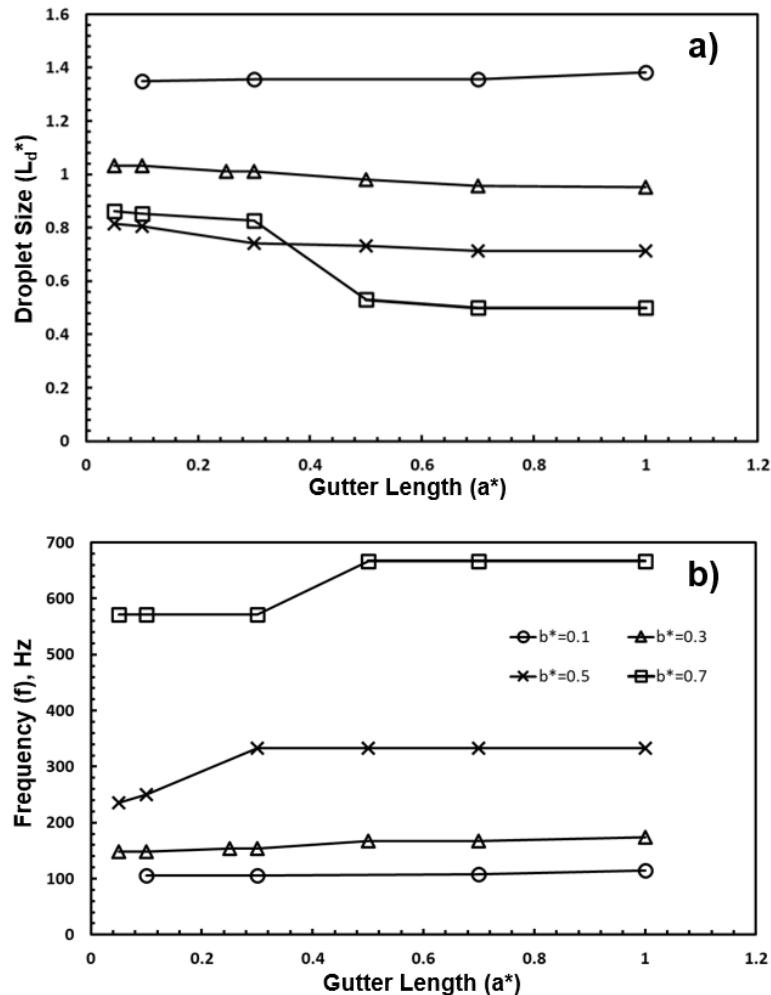 a)
1.6
1.4
1.2
1
0.8
0.6
0.4
0.2
0
Droplet Size (Ld*)
0 0.2 0.4 0.6 0.8 1 1.2
Gutter Length (a*)
b)
700
600
500
400
300
200
100
0
Frequency (f), Hz
b*=0.1 b*=0.3
b*=0.5 b*=0.7
0 0.2 0.4 0.6 0.8 1 1.2
Gutter Length (a*)